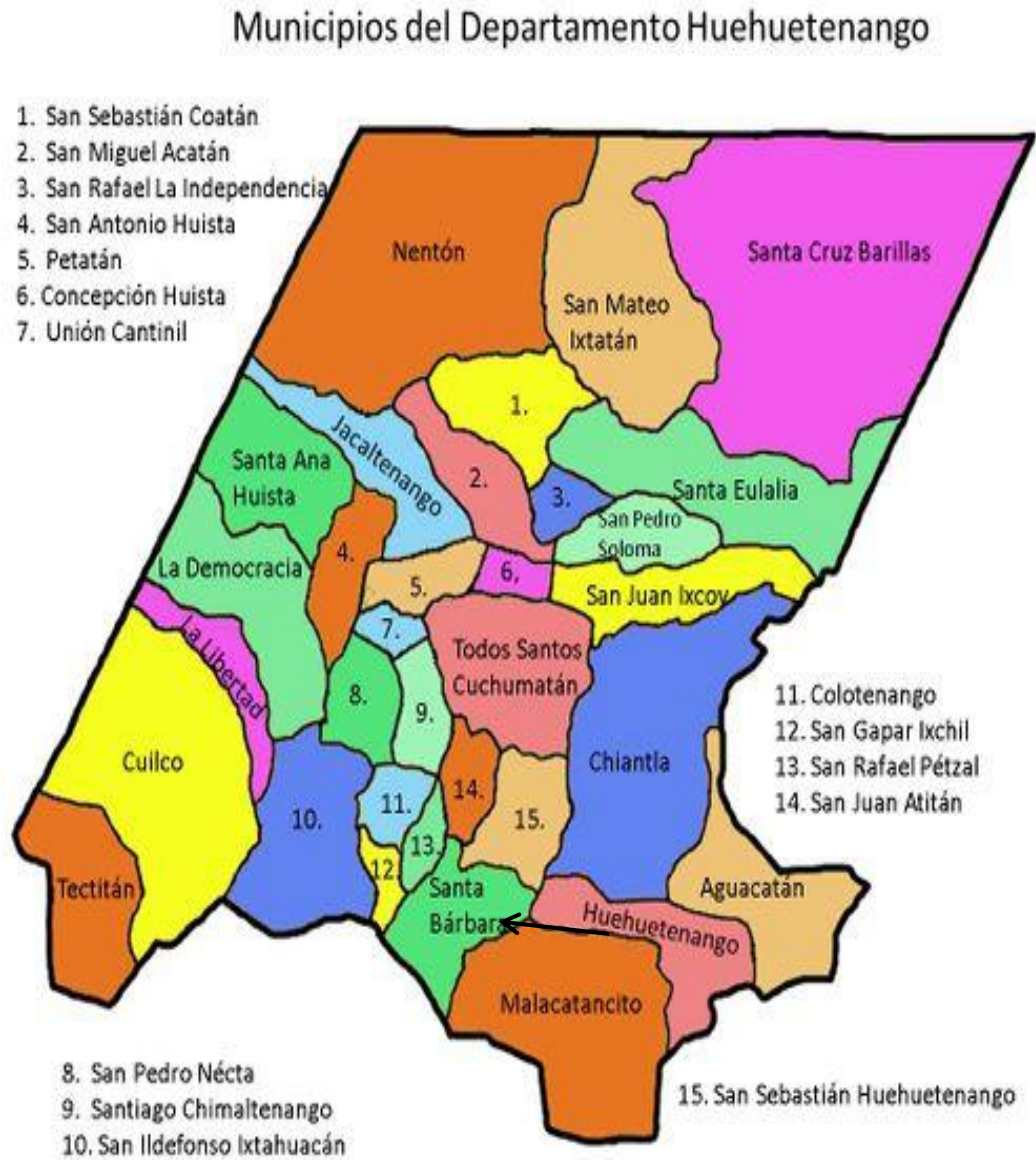 Municipios del Departamento Huehuetenango
1. San Sebastián Coatán
2. San Miguel Acatán
3. San Rafael La Independencia
4. San Antonio Huista
5. Petatán
6. Concepción Huista
7. Unión Cantinil
Nentón
San Mateo
Ixtatán
Santa Cruz Barillas
1.
Jacaltenango
Santa Ana
Huista
2.
3.
Santa Eulalia
San Pedro
Soloma
La Democracia
4.
5.
6,
San Juan Ixcoy
7.
La Libertad
Todos Santos
Cuchumatán
8.
9.
11. Colotenango
12. San Gapar Ixchil
13. San Rafael Pétzal
14. San Juan Atitán
Cuilco
Chiantla
10.
11.
14.
15.
13.
12.
Tectitán
Santa
Bárbara
Aguacatán
Huehuetenango
Malacatancito
8. San Pedro Nécta
9. Santiago Chimaltenango
10. San Ildefonso Ixtahuacán
15. San Sebastián Huehuetenango